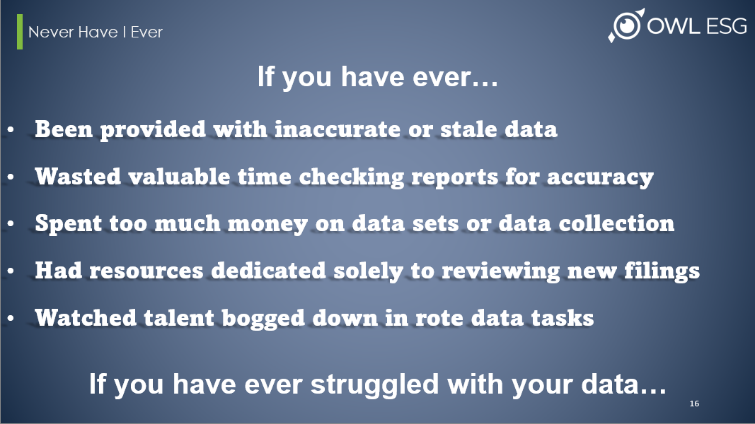 Never Have I Ever
OWL ESG
If you have ever...
• Been provided with inaccurate or stale data
• Wasted valuable time checking reports for accuracy
• Spent too much money on data sets or data collection
• Had resources dedicated solely to reviewing new filings
• Watched talent bogged down in rote data tasks
If you have ever struggled with your data...
16